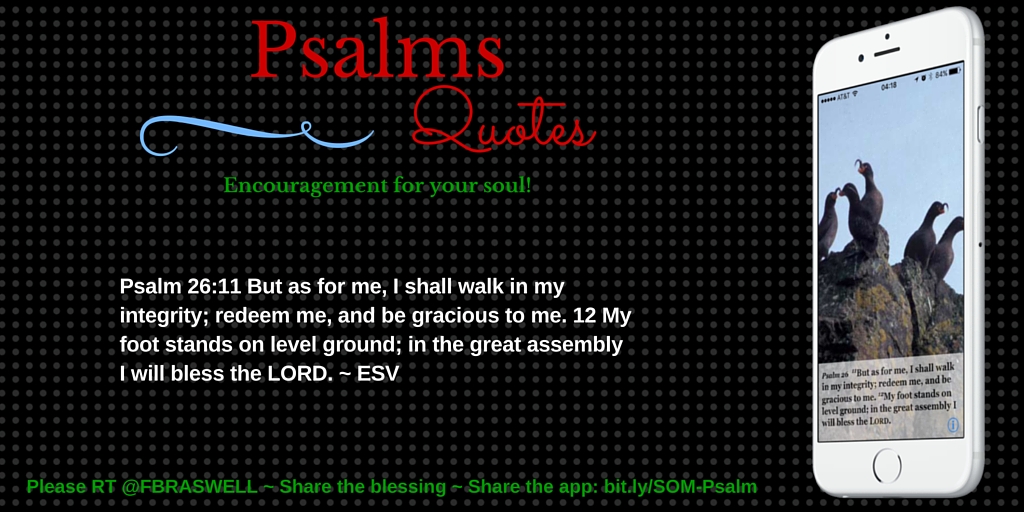 Psalms
Quotes
Encouragement for your soul!
Psalm 26:11 But as for me, I shall walk in my
integrity; redeem me, and be gracious to me. 12 My
foot stands on level ground; in the great assembly
I will bless the LORD. ~ ESV
Please RT @FBRASWELL ~ Share the blessing ~ Share the app: bit.ly/SOM-Psalm
AT&T 04:18 84%
Psalm 26 ¹¹But as for me, I shall walk
in my integrity; redeem me, and be
gracious to me. ¹²My foot stands on
level ground; in the great assembly I
will bless the LORD.
i